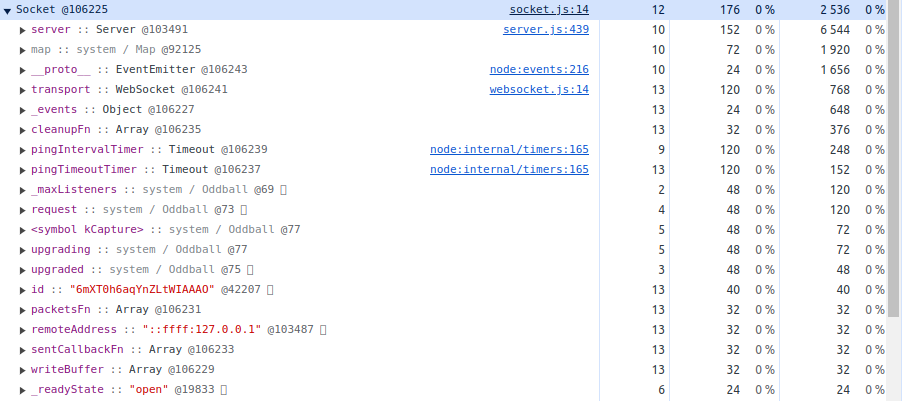 Socket @106225 socket.js:14 12 176 0 % 2 536 0 %
server :: Server @103491 server.js:439 10 152 0 % 6 544 0 %
map :: system / Map @92125 10 72 0 % 1 920 0 %
__proto__ :: EventEmitter @106243 node:events:216 10 24 0 % 1 656 0 %
transport :: WebSocket @106241 websocket.js:14 13 120 0 % 768 0 %
_events :: Object @106227 13 24 0 % 648 0 %
cleanupFn :: Array @106235 13 32 0 % 376 0 %
pingIntervalTimer :: Timeout @106239 node:internal/timers:165 9 120 0 % 248 0 %
pingTimeoutTimer :: Timeout @106237 node:internal/timers:165 13 120 0 % 152 0 %
_maxListeners :: system / Oddball @69 2 48 0 % 120 0 %
request :: system / Oddball @73 4 48 0 % 120 0 %
<symbol kCapture> :: system / Oddball @77 5 48 0 % 72 0 %
upgrading :: system / Oddball @77 5 48 0 % 72 0 %
upgraded :: system / Oddball @75 3 48 0 % 48 0 %
id :: "6mXT0h6aqYnZLtWIAAAO" @42207 13 40 0 % 40 0 %
packetsFn :: Array @106231 13 32 0 % 32 0 %
remoteAddress :: "::ffff:127.0.0.1" @103487 13 32 0 % 32 0 %
sentCallbackFn :: Array @106233 13 32 0 % 32 0 %
writeBuffer :: Array @106229 13 32 0 % 32 0 %
_readyState :: "open" @19833 6 24 0 % 24 0 %